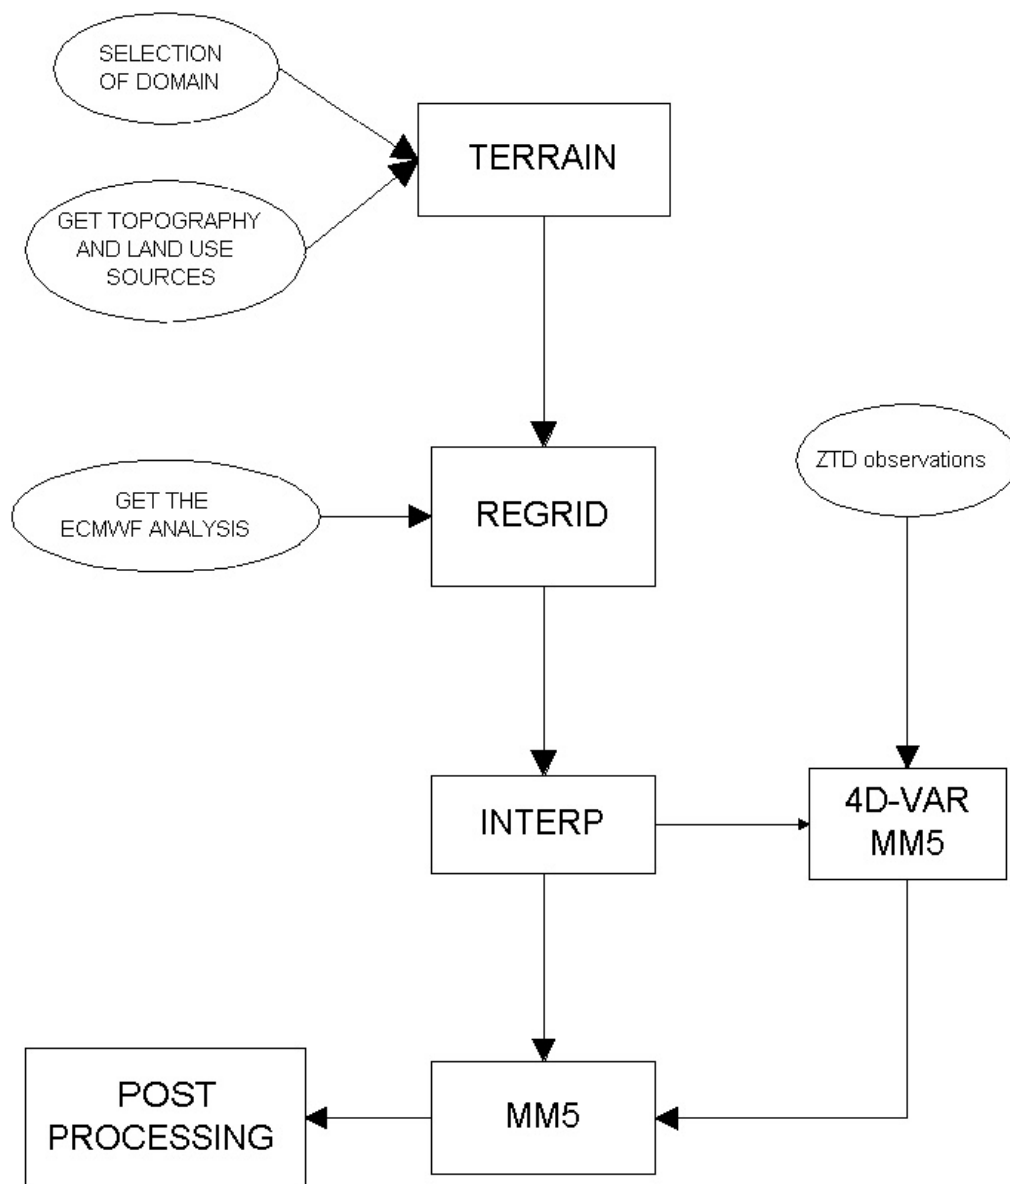 SELECTION
OF DOMAIN
TERRAIN
GET TOPOGRAPHY
AND LAND USE
SOURCES
ZTD observations
GET THE
ECMWF ANALYSIS
REGRID
INTERP
4D-VAR
MM5
POST
PROCESSING
MM5